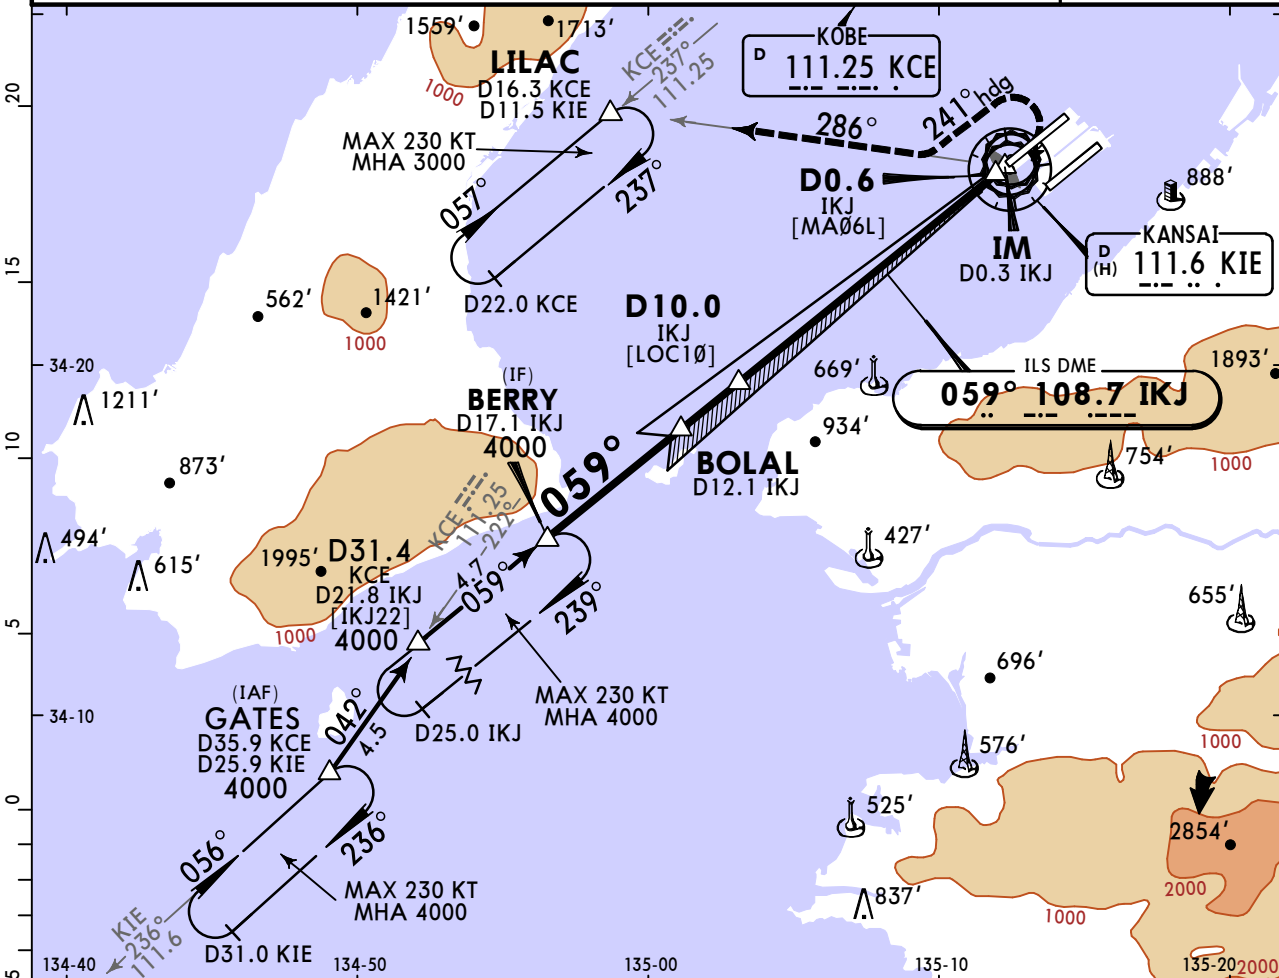 1559′
1713′
LILAC
D16.3 KCE
D11.5 KIE
1000
KCE
237°
111.25
KOBE
D 111.25 KCE
MAX 230 KT
MHA 3000
286°
241° hdg
057°
237°
D22.0 KCE
D0.6
IKJ
[MAØ6L]
IM
D0.3 IKJ
888′
KANSAI
D
(H) 111.6 KIE
20
15
562′
1421′
1000
D10.0
IKJ
[LOC1Ø]
34-20
669′
ILS DME
059° 108.7 IKJ
1893′
1211′
(IF)
BERRY
D17.1 IKJ
4000
934′
10
873′
059°
BOLAL
D12.1 IKJ
754′
1000
KCE
111.25
222°
494′
615′
1995′
D31.4
KCE
D21.8 IKJ
[IKJ22]
4000
1000
4.7
059°
239°
427′
655′
5
696′
(IAF)
GATES
D35.9 KCE
D25.9 KIE
4000
042°
4.5
D25.0 IKJ
MAX 230 KT
MHA 4000
34-10
1000
576′
0
525′
2854′
056°
236°
MAX 230 KT
MHA 4000
837′
2000
1000
KIE
236°
111.6
D31.0 KIE
5
134-40
134-50
135-00
135-10
135-20
2000